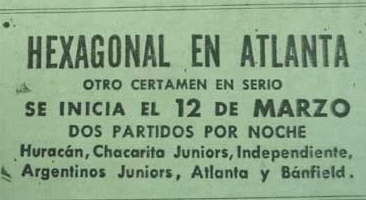 HEXAGONAL EN ATLANTA
OTRO CERTAMEN EN SERIO
SE INICIA EL 12 DE MARZO
DOS PARTIDOS POR NOCHE
Huracán, Chacarita Juniors, Independiente,
Argentinos Juniors, Atlanta y Bánfield.